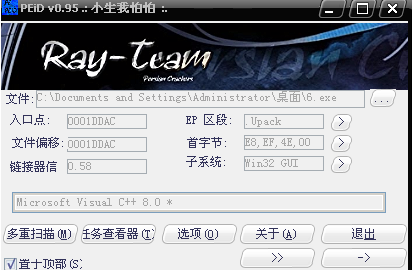 PEiD v0.95 .: 小生我怕怕 :.
Ray-Team
Persian Crackers
文件: C:\Documents and Settings\Administrator\桌面\6.exe ...
入口点: 0001DDAC EP 区段: .Upack >
文件偏移: 0001DDAC 首字节: E8,EF,4E,00 >
链接器信 0.58 子系统: Win32 GUI >
Microsoft Visual C++ 8.0 *
多重扫描(M) 任务查看器(T) 选项(O) 关于(A) 退出
置于顶部(S) >> ->